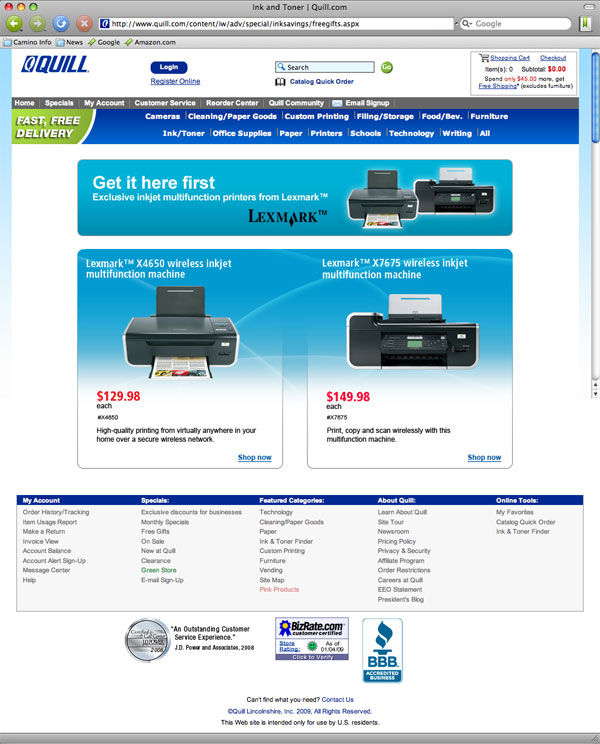 Ink and Toner | Quill.com
http://www.quill.com/content/iw/adv/special/inksavings/freegifts.aspx
Google
Camino Info News Google Amazon.com
QUILL
Login
Register Online
Search
Go
Catalog Quick Order
Shopping Cart Checkout
Item(s): 0 Subtotal: $0.00
Spend only $45.00 more, get
Free Shipping* (excludes furniture)
Home Specials My Account Customer Service Reorder Center Quill Community Email Signup
FAST, FREE
DELIVERY
Cameras Cleaning/Paper Goods Custom Printing Filing/Storage Food/Bev. Furniture
Ink/Toner Office Supplies Paper Printers Schools Technology Writing All
Get it here first
Exclusive inkjet multifunction printers from Lexmark™
LEXMARK™
Lexmark™ X4650 wireless inkjet
multifunction machine
$129.98
each
#X4650
High-quality printing from virtually anywhere in your
home over a secure wireless network.
Shop now
Lexmark™ X7675 wireless inkjet
multifunction machine
$149.98
each
#X7675
Print, copy and scan wirelessly with this
multifunction machine.
Shop now
My Account
Order History/Tracking
Item Usage Report
Make a Return
Invoice View
Account Balance
Account Alert Sign-Up
Message Center
Help
Specials:
Exclusive discounts for businesses
Monthly Specials
Free Gifts
On Sale
New at Quill
Clearance
Green Store
E-mail Sign-Up
Featured Categories:
Technology
Cleaning/Paper Goods
Paper
Ink & Toner Finder
Custom Printing
Furniture
Vending
Site Map
Pink Products
About Quill:
Learn About Quill
Site Tour
Newsroom
Pricing Policy
Privacy & Security
Affiliate Program
Order Restrictions
Careers at Quill
EEO Statement
President's Blog
Online Tools:
My Favorites
Catalog Quick Order
Ink & Toner Finder
J.D. POWER
2008
"An Outstanding Customer
Service Experience."
J.D. Power and Associates, 2008
BizRate.com
customer certified
Store
Rating:
As of:
01/04/09
Click to Verify
BBB.
ACCREDITED
BUSINESS
Can't find what you need? Contact Us
©Quill Lincolnshire, Inc. 2009, All Rights Reserved.
This Web site is intended only for use by U.S. residents.